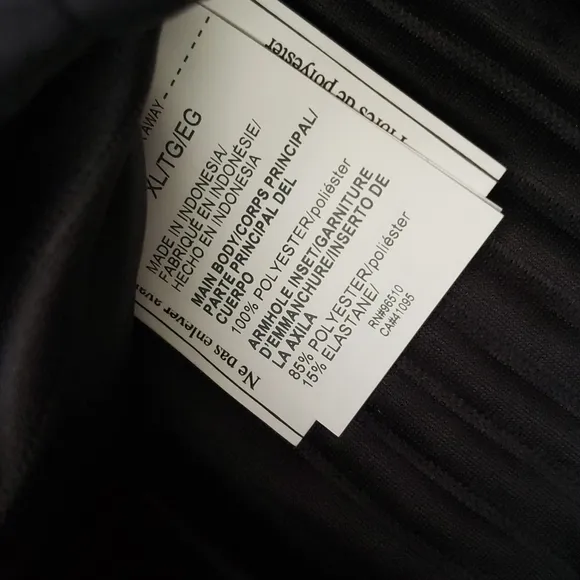 AWAY
XL/TG/EG
MADE IN INDONESIA/
FABRIQUÉ EN INDONÉSIE/
HECHO EN INDONESIA
MAIN BODY/CORPS PRINCIPAL/
PARTE PRINCIPAL DEL
CUERPO
100% POLYESTER/poliéster
ARMHOLE INSET/GARNITURE
D'EMMANCHURE/INSERTO DE
LA AXILA
85% POLYESTER/poliéster
15% ELASTANE/
RN#96510
CA#41095
de polyester
Ne pas enlever